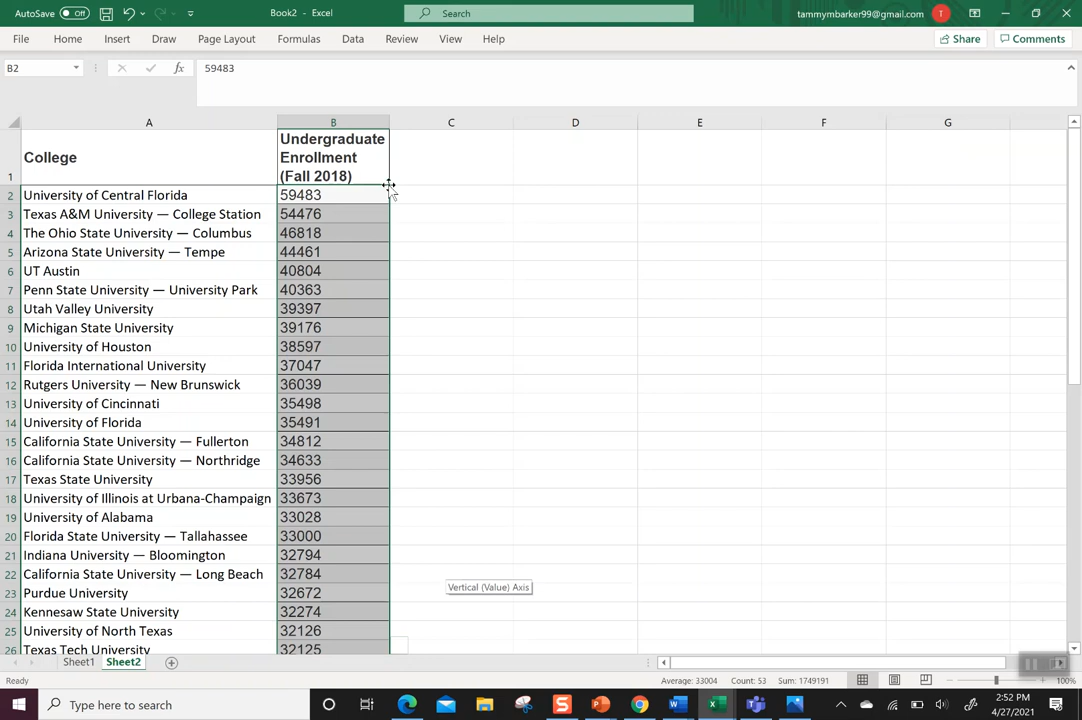 AutoSave Off Book2 - Excel Search tammymbarker99@gmail.com T
File Home Insert Draw Page Layout Formulas Data Review View Help Share Comments
B2 fx 59483
A B C D E F G
1 College Undergraduate
Enrollment
(Fall 2018)
2 University of Central Florida 59483
3 Texas A&M University — College Station 54476
4 The Ohio State University — Columbus 46818
5 Arizona State University — Tempe 44461
6 UT Austin 40804
7 Penn State University — University Park 40363
8 Utah Valley University 39397
9 Michigan State University 39176
10 University of Houston 38597
11 Florida International University 37047
12 Rutgers University — New Brunswick 36039
13 University of Cincinnati 35498
14 University of Florida 35491
15 California State University — Fullerton 34812
16 California State University — Northridge 34633
17 Texas State University 33956
18 University of Illinois at Urbana-Champaign 33673
19 University of Alabama 33028
20 Florida State University — Tallahassee 33000
21 Indiana University — Bloomington 32794
22 California State University — Long Beach 32784
Vertical (Value) Axis
23 Purdue University 32672
24 Kennesaw State University 32274
25 University of North Texas 32126
26 Texas Tech University 32125
Sheet1 Sheet2
Ready Average: 33004 Count: 53 Sum: 1749191 100%
Type here to search 2:52 PM
4/27/2021